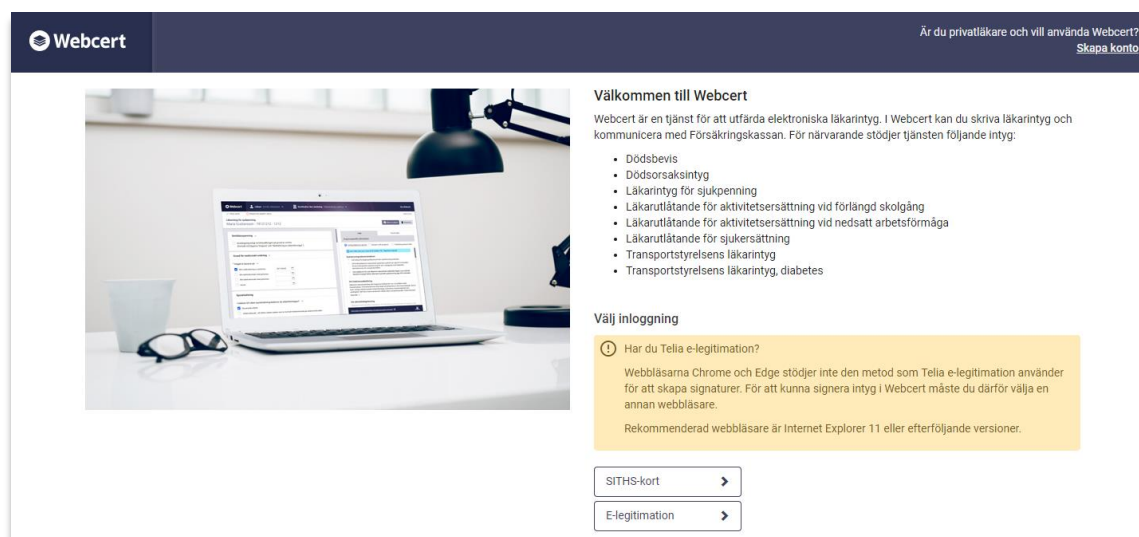 Webcert
Är du privatläkare och vill använda Webcert?
Skapa konto
Välkommen till Webcert
Webcert är en tjänst för att utfärda elektroniska läkarintyg. I Webcert kan du skriva läkarintyg och
kommunicera med Försäkringskassan. För närvarande stödjer tjänsten följande intyg:
• Dödsbevis
• Dödsorsaksintyg
• Läkarintyg för sjukpenning
• Läkarutlåtande för aktivitetsersättning vid förlängd skolgång
• Läkarutlåtande för aktivitetsersättning vid nedsatt arbetsförmåga
• Läkarutlåtande för sjukersättning
• Transportstyrelsens läkarintyg
• Transportstyrelsens läkarintyg, diabetes
Välj inloggning
Har du Telia e-legitimation?
Webbläsarna Chrome och Edge stödjer inte den metod som Telia e-legitimation använder
för att skapa signaturer. För att kunna signera intyg i Webcert måste du därför välja en
annan webbläsare.
Rekommenderad webbläsare är Internet Explorer 11 eller efterföljande versioner.
SITHS-kort
E-legitimation